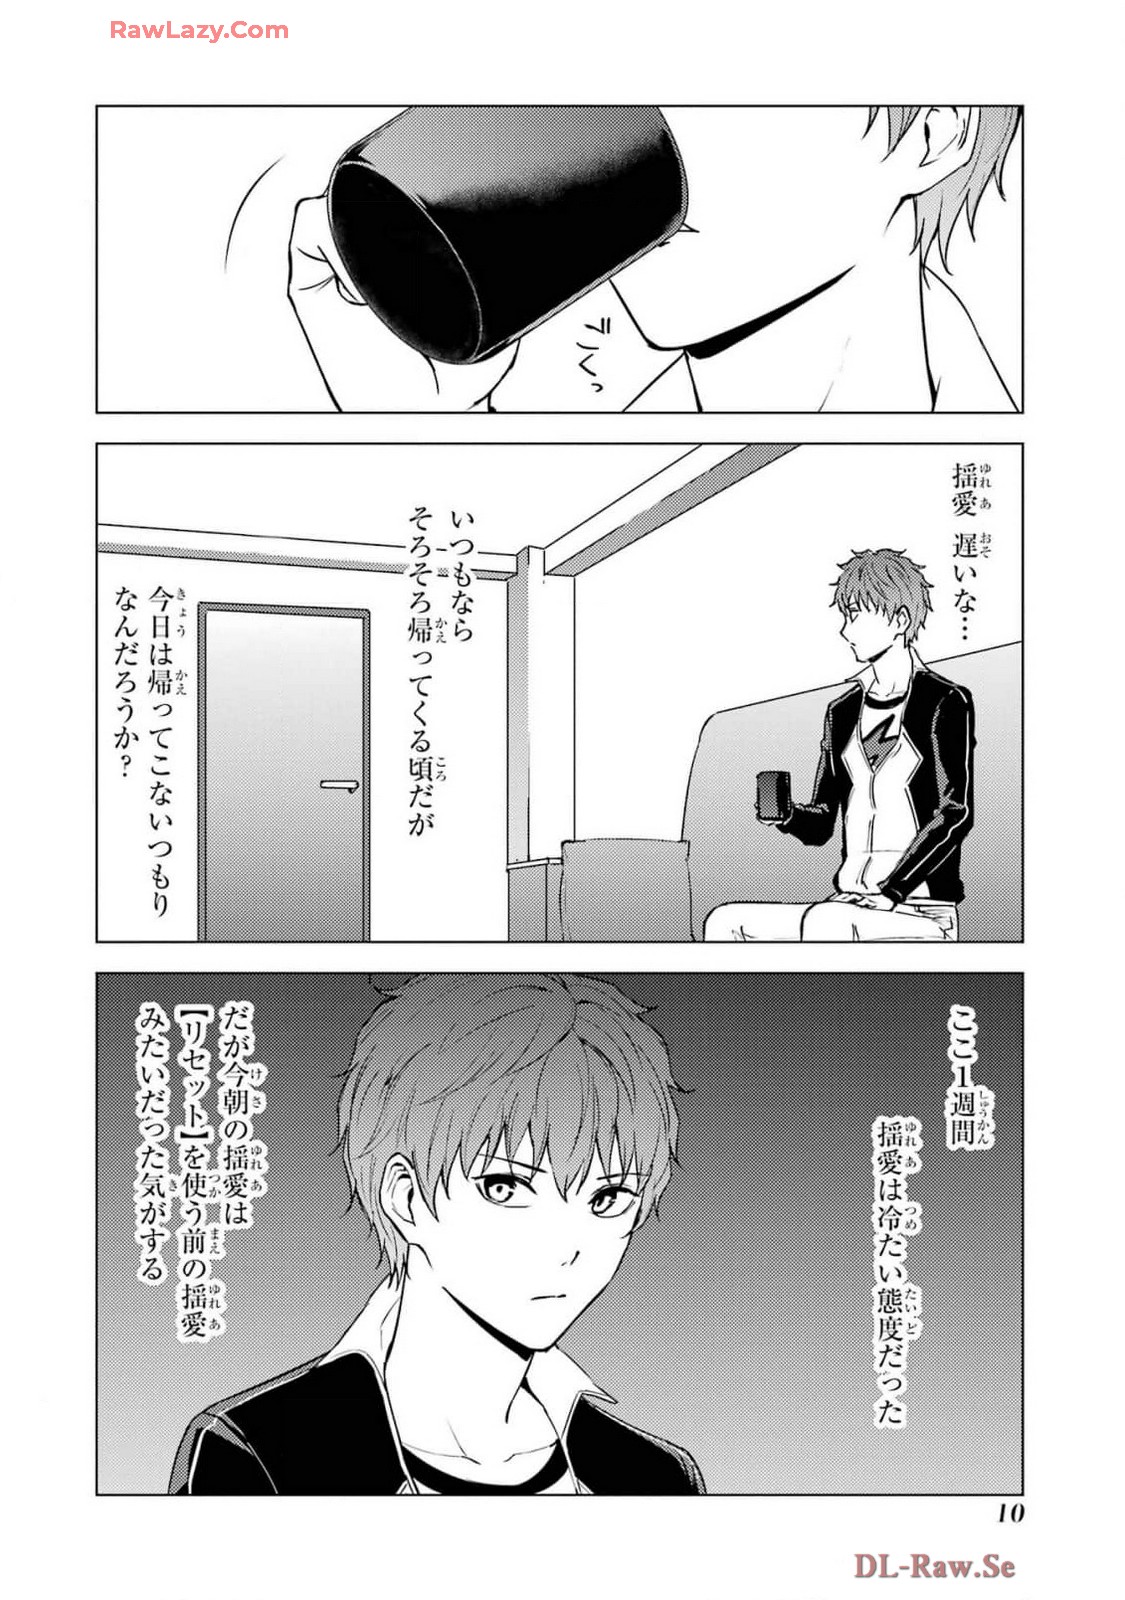 RawLazy.Com
ごくっ
揺愛 遅いな…
いつもなら
そろそろ帰ってくる頃だが
今日は帰ってこないつもり
なんだろうか?
ここ1週間
揺愛は冷たい態度だった
だが今朝の揺愛は
【リセット】を使う前の揺愛
みたいだった気がする
10
DL-Raw.Se